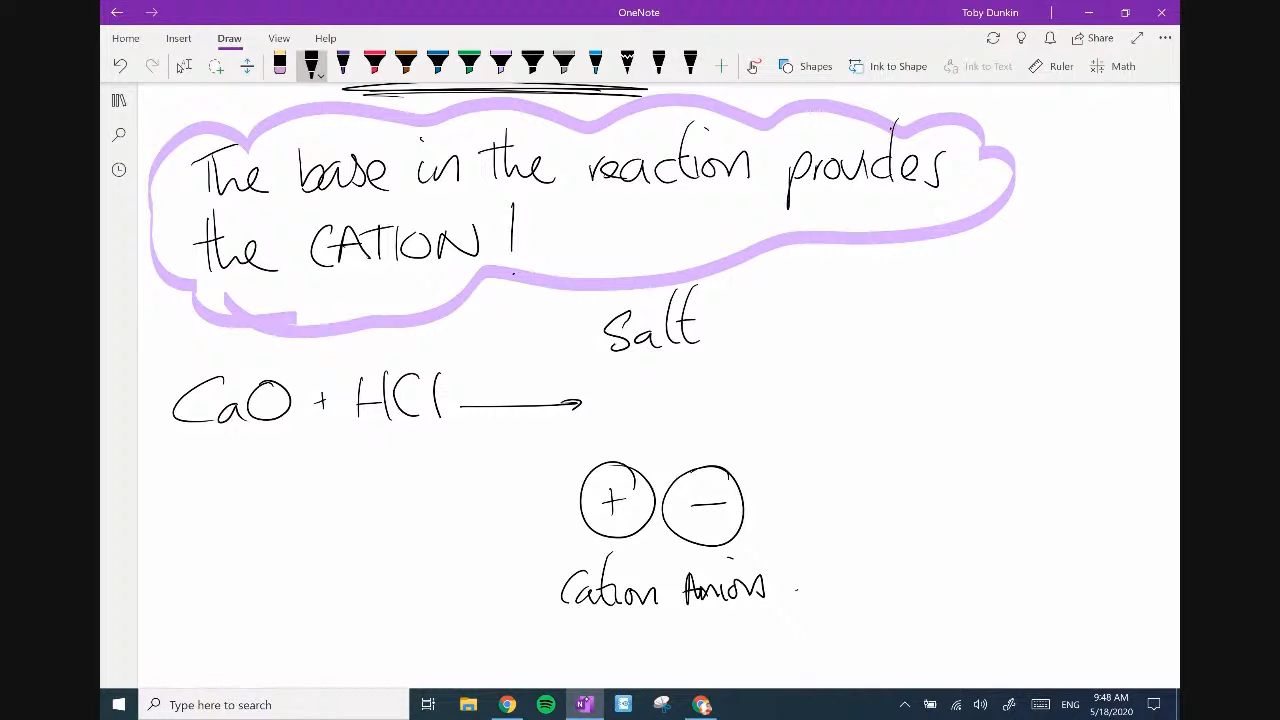 OneNote
Toby Dunkin
Home Insert Draw View Help
Share
Shapes Ink to Shape Ink to Text Ruler Math
The base in the reaction provides
the CATION!
Salt
CaO + HCl →
+ −
Cation Anions
Type here to search
ENG
9:48 AM
5/18/2020